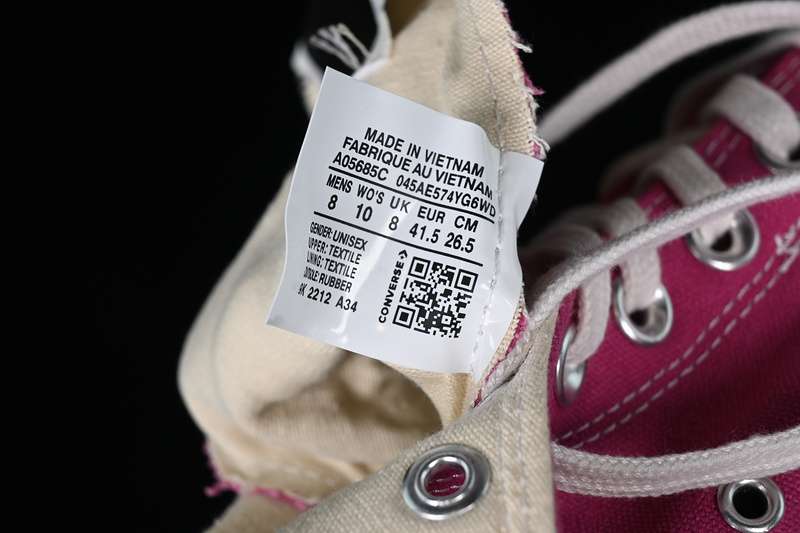 MADE IN VIETNAM
FABRIQUE AU VIETNAM
A05685C 045AE574YG6WD
MENS WO'S UK EUR CM
8 10 8 41.5 26.5
GENDER: UNISEX
UPPER: TEXTILE
LINING: TEXTILE
RUBBER
2212 A34
CONVERSE